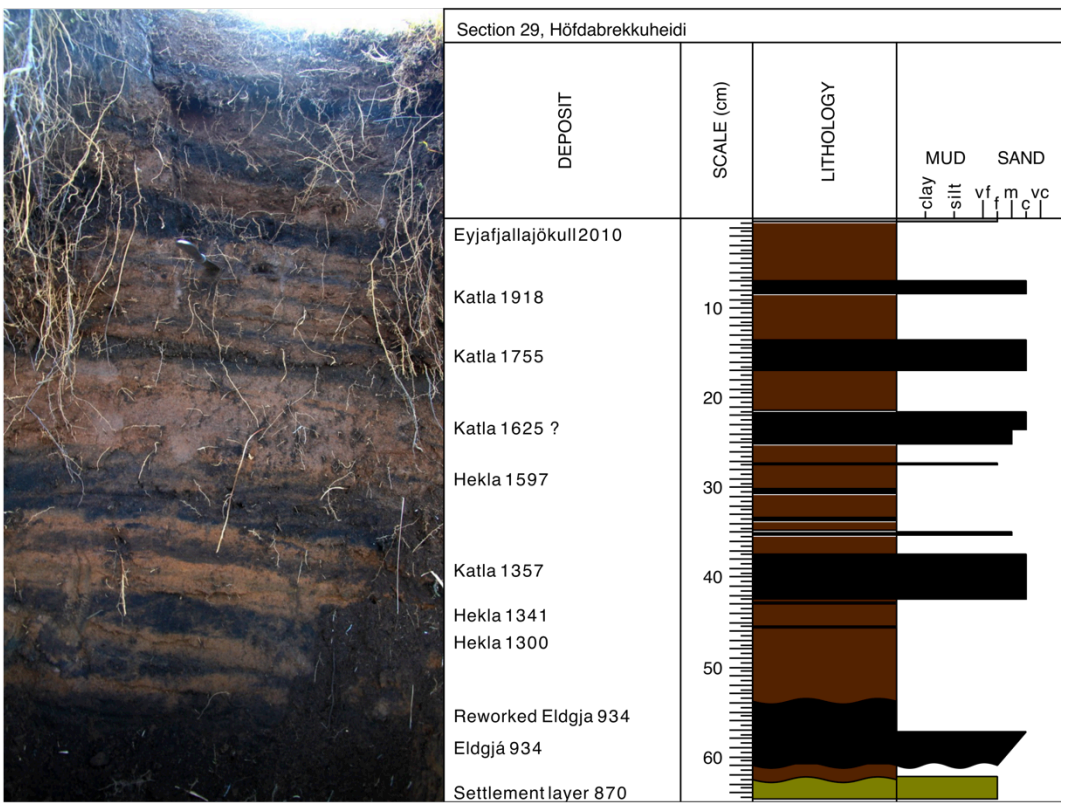 Section 29, Höfdabrekkuheidi
DEPOSIT
SCALE (cm)
LITHOLOGY
MUD SAND
clay silt vf f m c vc
Eyjafjallajökull 2010
Katla 1918
10
Katla 1755
20
Katla 1625 ?
Hekla 1597
30
Katla 1357
40
Hekla 1341
Hekla 1300
50
Reworked Eldgja 934
Eldgjá 934
60
Settlement layer 870